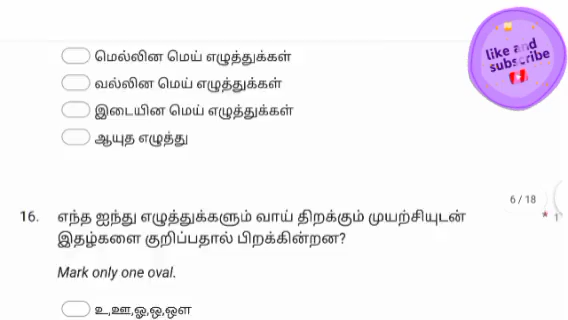 like and
subscribe
மெல்லின மெய் எழுத்துக்கள்
வல்லின மெய் எழுத்துக்கள்
இடையின மெய் எழுத்துக்கள்
ஆயுத எழுத்து
6 / 18
16. எந்த ஐந்து எழுத்துக்களும் வாய் திறக்கும் முயற்சியுடன்
இதழ்களை குறிப்பதால் பிறக்கின்றன?
Mark only one oval.
உ,ஊ,ஓ,ஒ,ஔ